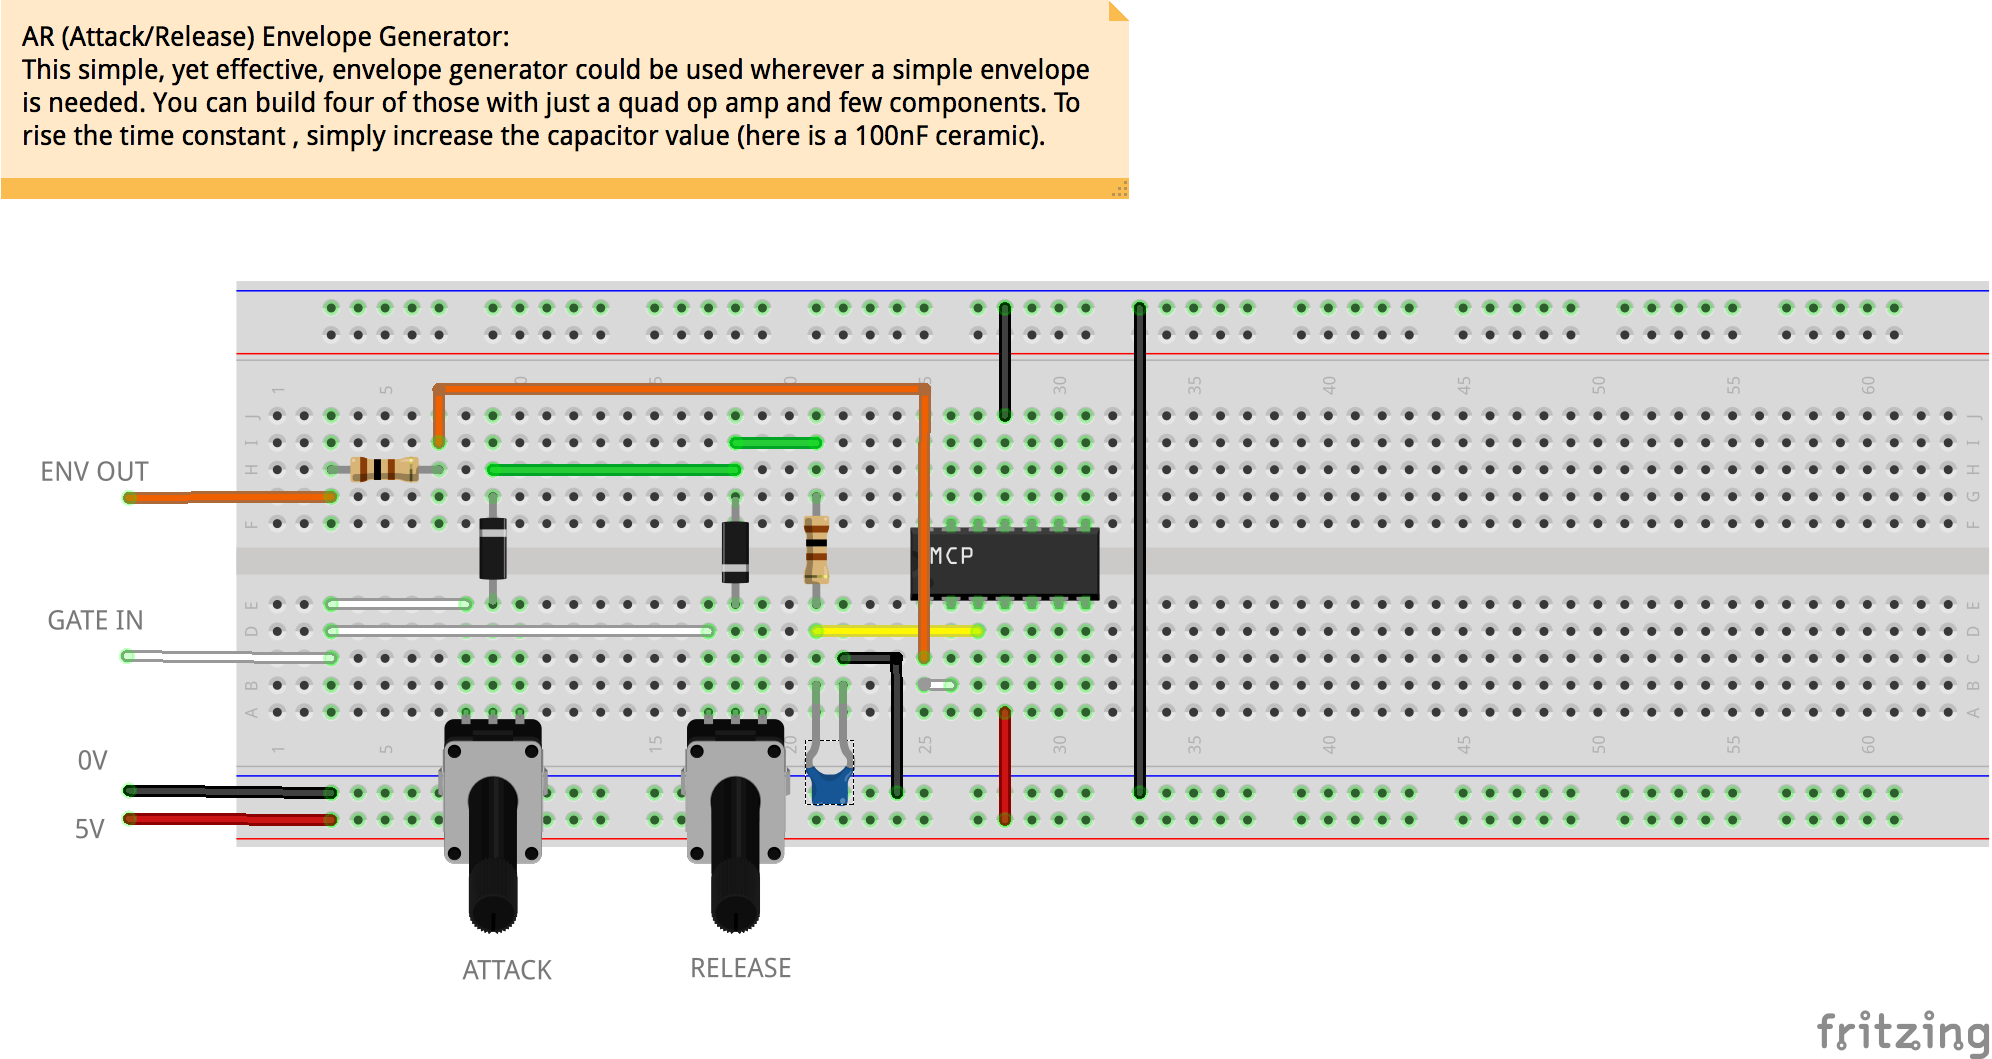 AR (Attack/Release) Envelope Generator:
This simple, yet effective, envelope generator could be used wherever a simple envelope
is needed. You can build four of those with just a quad op amp and few components. To
rise the time constant , simply increase the capacitor value (here is a 100nF ceramic).
1 5 0 5 0 5 30 35 40 45 50 55 60
J J
I I
ENV OUT
H H
G G
F F
MCP
E E
GATE IN
D D
C C
B B
A A
1 5 15 20 25 30 35 40 45 50 55 60
0V
5V
ATTACK
RELEASE
fritzing